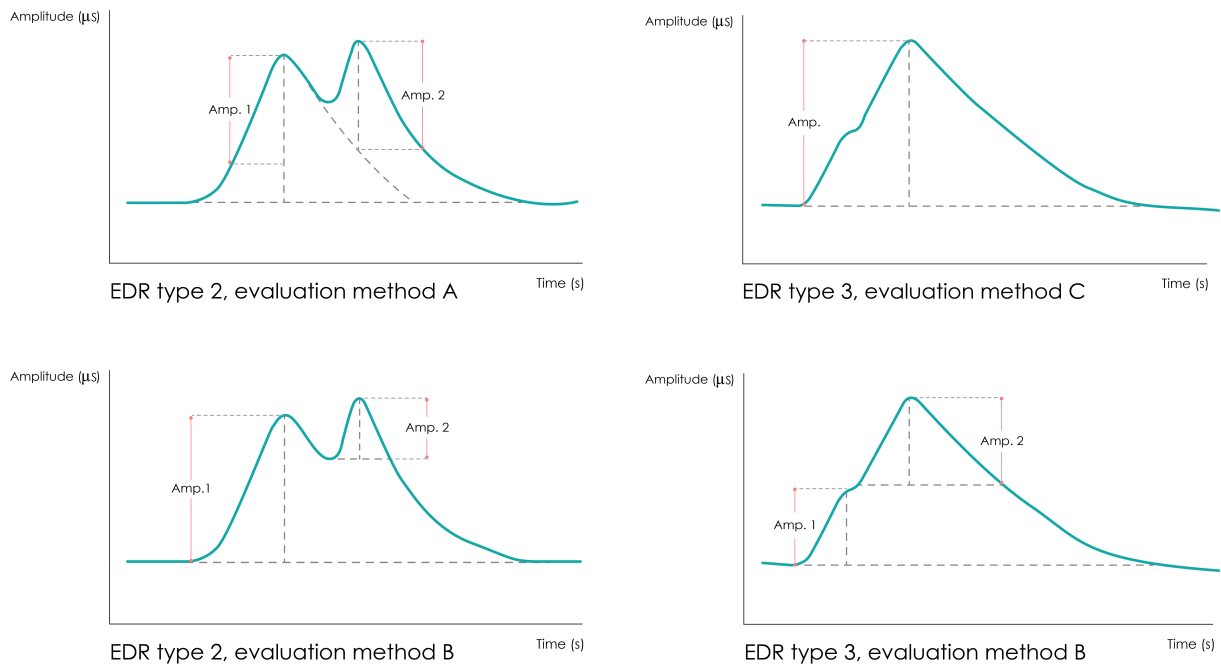 Amplitude (μs)
Amp. 1
Amp. 2
Time (s)
EDR type 2, evaluation method A
Amplitude (μs)
Amp.
Time (s)
EDR type 3, evaluation method C
Amplitude (μs)
Amp.1
Amp. 2
Time (s)
EDR type 2, evaluation method B
Amplitude (μs)
Amp. 2
Amp. 1
Time (s)
EDR type 3, evaluation method B